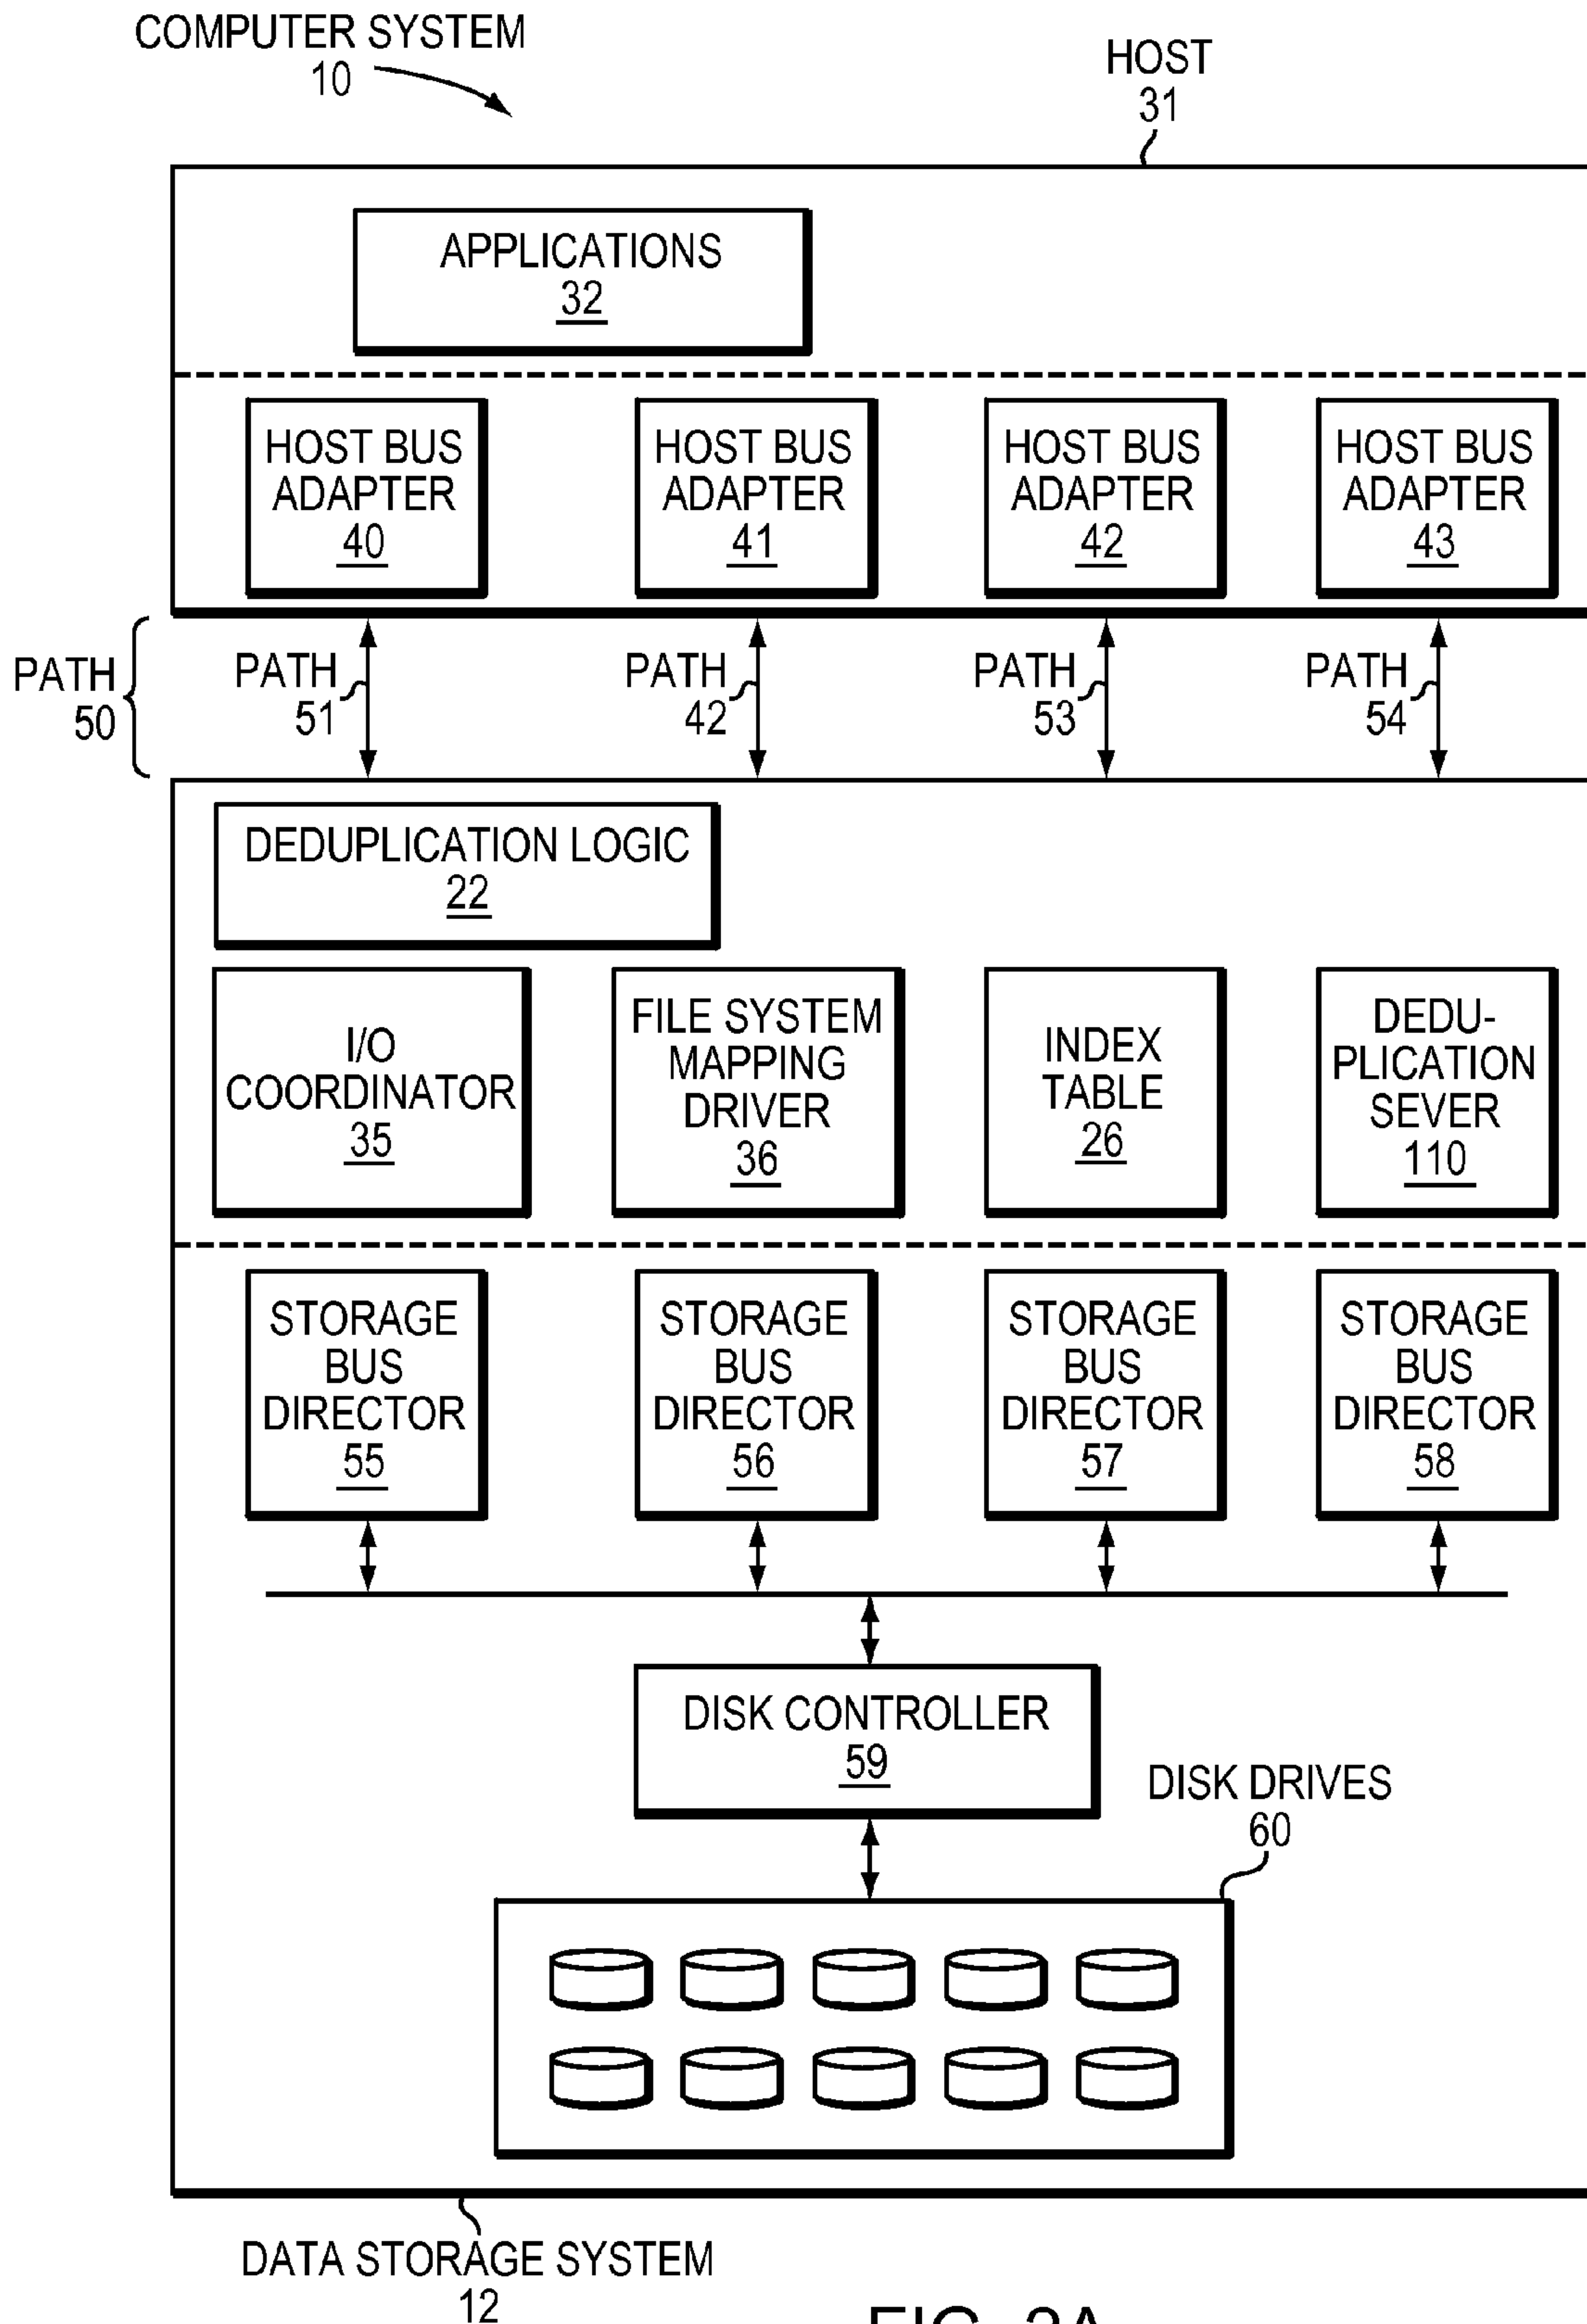 COMPUTER SYSTEM
10
HOST
31
APPLICATIONS
32
HOST BUS
ADAPTER
40
HOST BUS
ADAPTER
41
HOST BUS
ADAPTER
42
HOST BUS
ADAPTER
43
PATH
50
PATH
51
PATH
42
PATH
53
PATH
54
DEDUPLICATION LOGIC
22
I/O
COORDINATOR
35
FILE SYSTEM
MAPPING
DRIVER
36
INDEX
TABLE
26
DEDU-
PLICATION
SEVER
110
STORAGE
BUS
DIRECTOR
55
STORAGE
BUS
DIRECTOR
56
STORAGE
BUS
DIRECTOR
57
STORAGE
BUS
DIRECTOR
58
DISK CONTROLLER
59
DISK DRIVES
60
DATA STORAGE SYSTEM
12